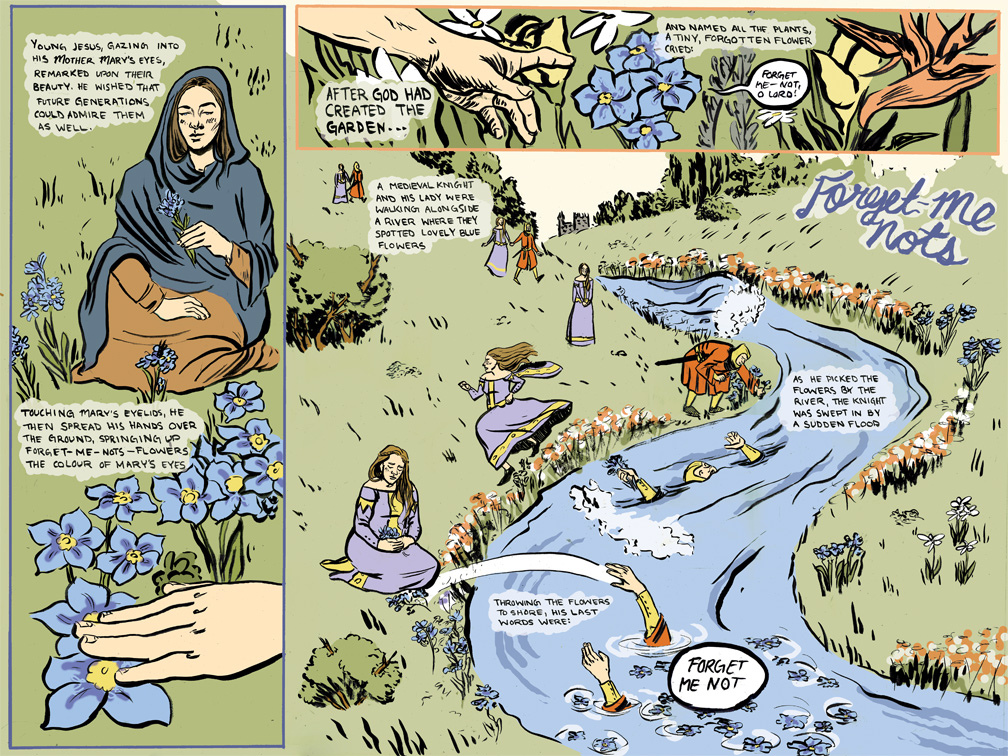 YOUNG JESUS, GAZING INTO
HIS MOTHER MARY'S EYES,
REMARKED UPON THEIR
BEAUTY. HE WISHED THAT
FUTURE GENERATIONS
COULD ADMIRE THEM
AS WELL.
TOUCHING MARY'S EYELIDS, HE
THEN SPREAD HIS HANDS OVER
THE GROUND, SPRINGING UP
FORGET-ME-NOTS—FLOWERS
THE COLOUR OF MARY'S EYES
AFTER GOD HAD
CREATED THE
GARDEN...
AND NAMED ALL THE PLANTS,
A TINY, FORGOTTEN FLOWER
CRIED:
FORGET
ME-NOT,
O LORD!
Forget-Me
Nots
A MEDIEVAL KNIGHT
AND HIS LADY WERE
WALKING ALONGSIDE
A RIVER WHERE THEY
SPOTTED LOVELY BLUE
FLOWERS
AS HE PICKED THE
FLOWERS BY THE
RIVER, THE KNIGHT
WAS SWEPT IN BY
A SUDDEN FLOOD
THROWING THE FLOWERS
TO SHORE, HIS LAST
WORDS WERE:
FORGET
ME NOT